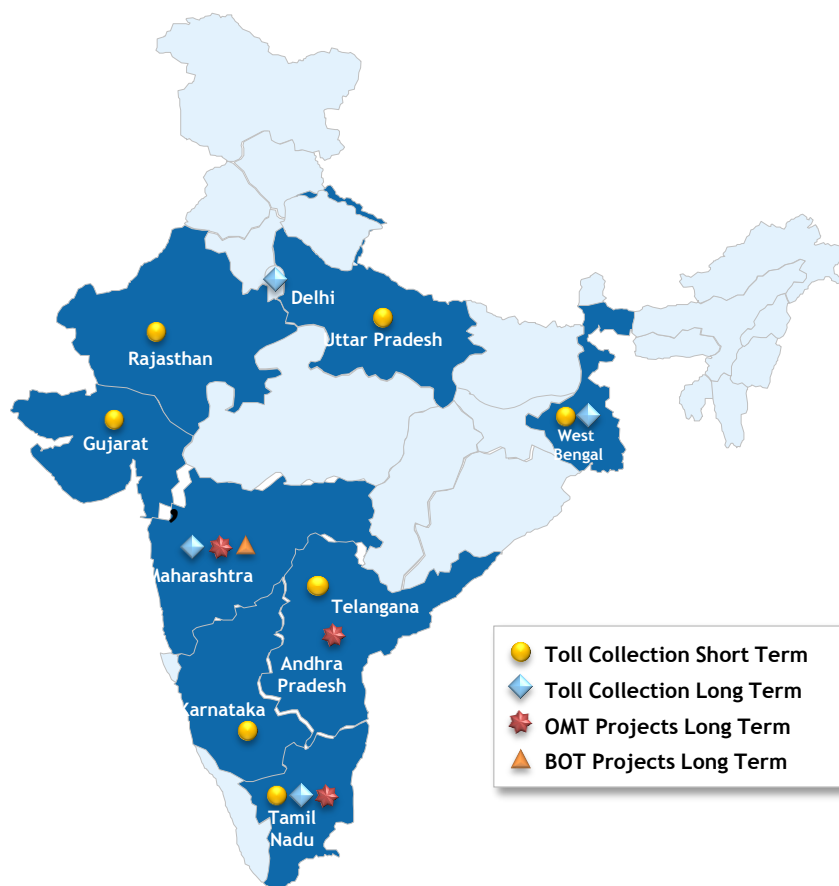 Delhi
Uttar Pradesh
Rajasthan
Gujarat
West
Bengal
Maharashtra
Telangana
Andhra
Pradesh
Karnataka
Tamil
Nadu
Toll Collection Short Term
Toll Collection Long Term
OMT Projects Long Term
BOT Projects Long Term